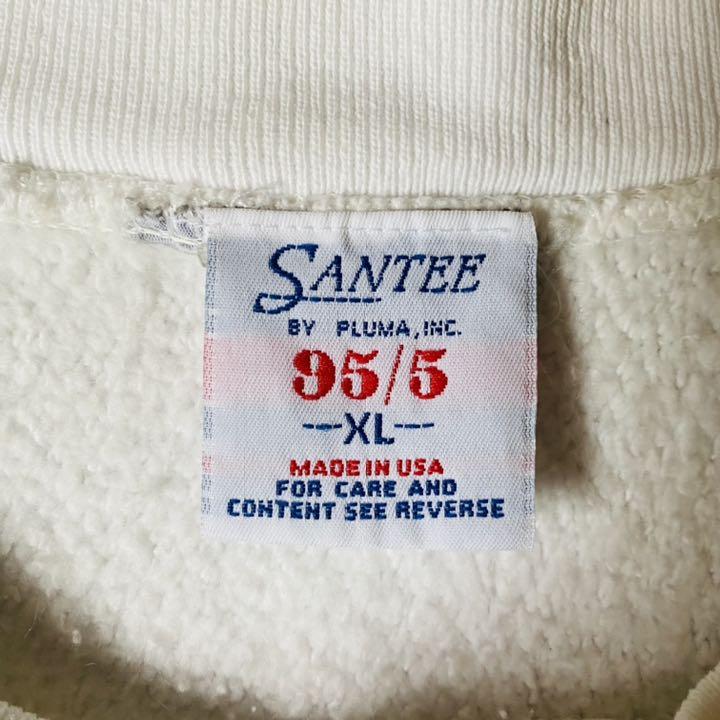 SANTEE
BY PLUMA, INC.
95/5
---XL---
MADE IN USA
FOR CARE AND
CONTENT SEE REVERSE